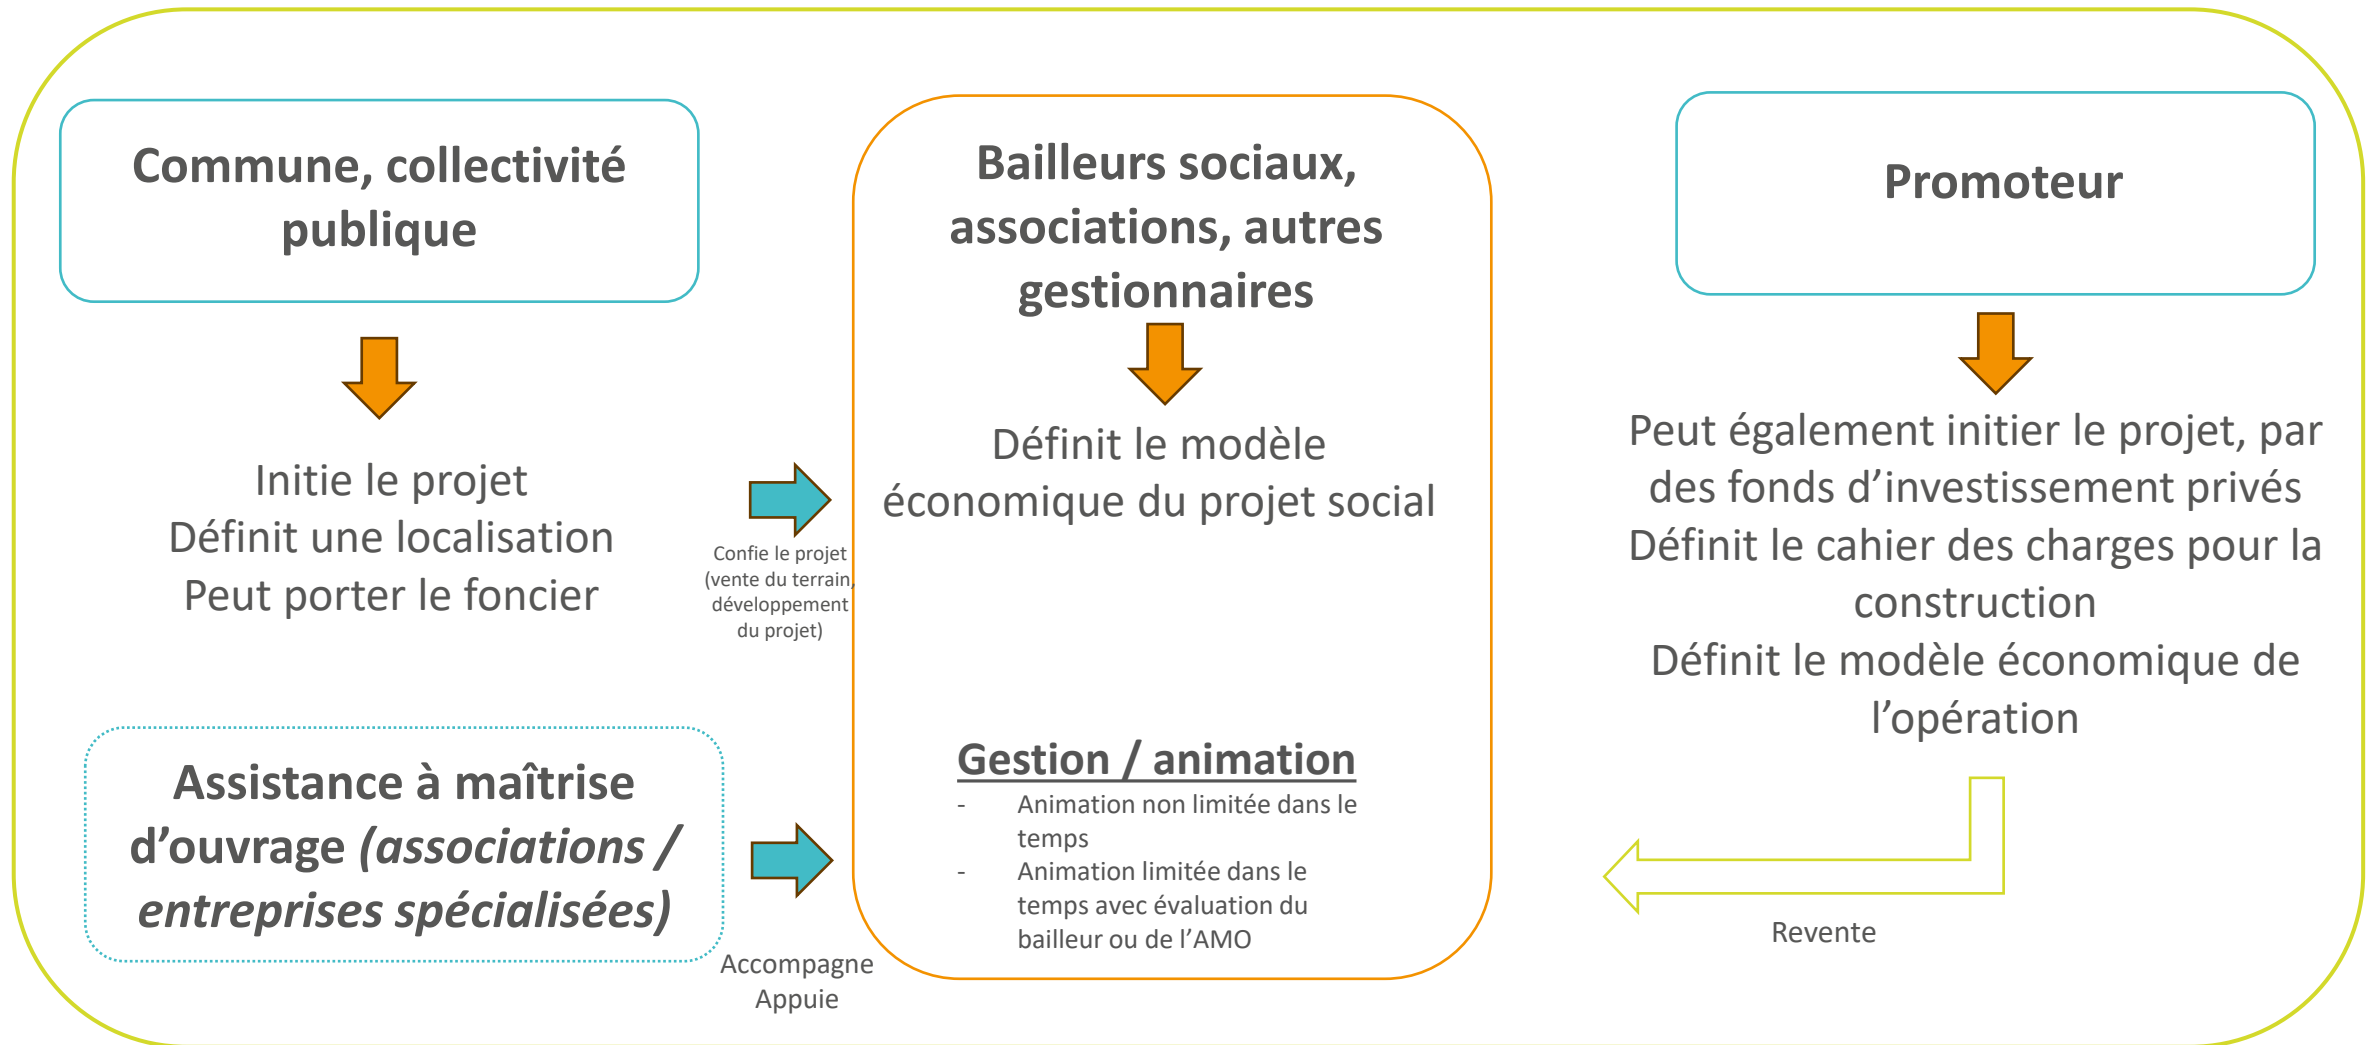 Commune, collectivité
publique
Initie le projet
Définit une localisation
Peut porter le foncier
Confie le projet
(vente du terrain,
développement
du projet)
Assistance à maîtrise
d’ouvrage (associations /
entreprises spécialisées)
Accompagne
Appuie
Bailleurs sociaux,
associations, autres
gestionnaires
Définit le modèle
économique du projet social
Gestion / animation
- Animation non limitée dans le
temps
- Animation limitée dans le
temps avec évaluation du
bailleur ou de l’AMO
Promoteur
Peut également initier le projet, par
des fonds d’investissement privés
Définit le cahier des charges pour la
construction
Définit le modèle économique de
l’opération
Revente